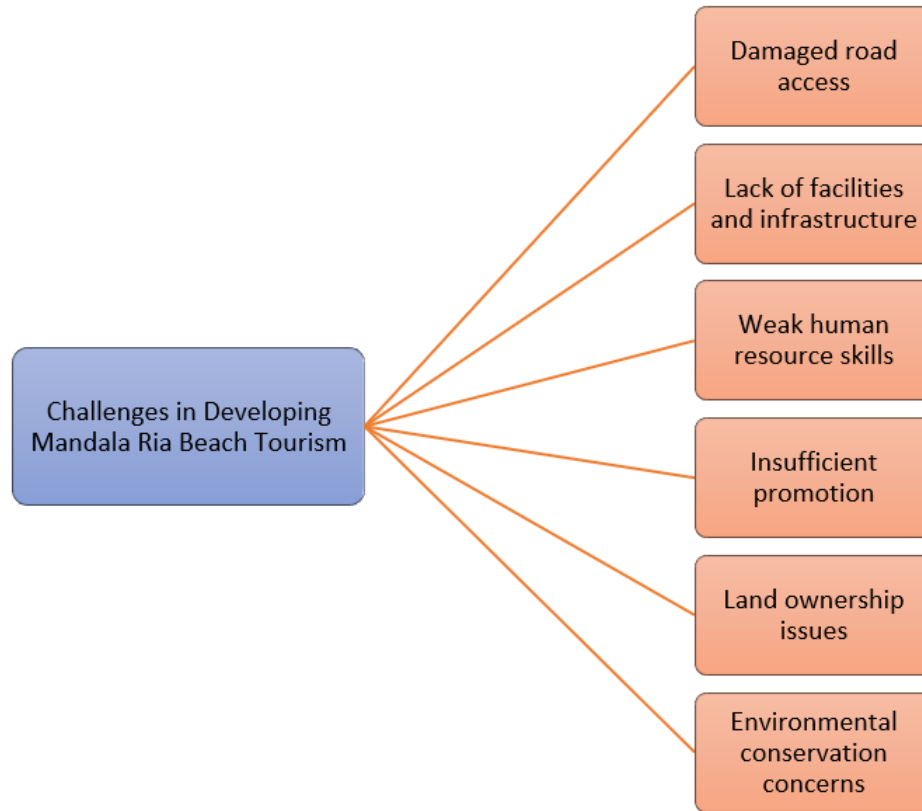 Challenges in Developing
Mandala Ria Beach Tourism
Damaged road
access
Lack of facilities
and infrastructure
Weak human
resource skills
Insufficient
promotion
Land ownership
issues
Environmental
conservation
concerns